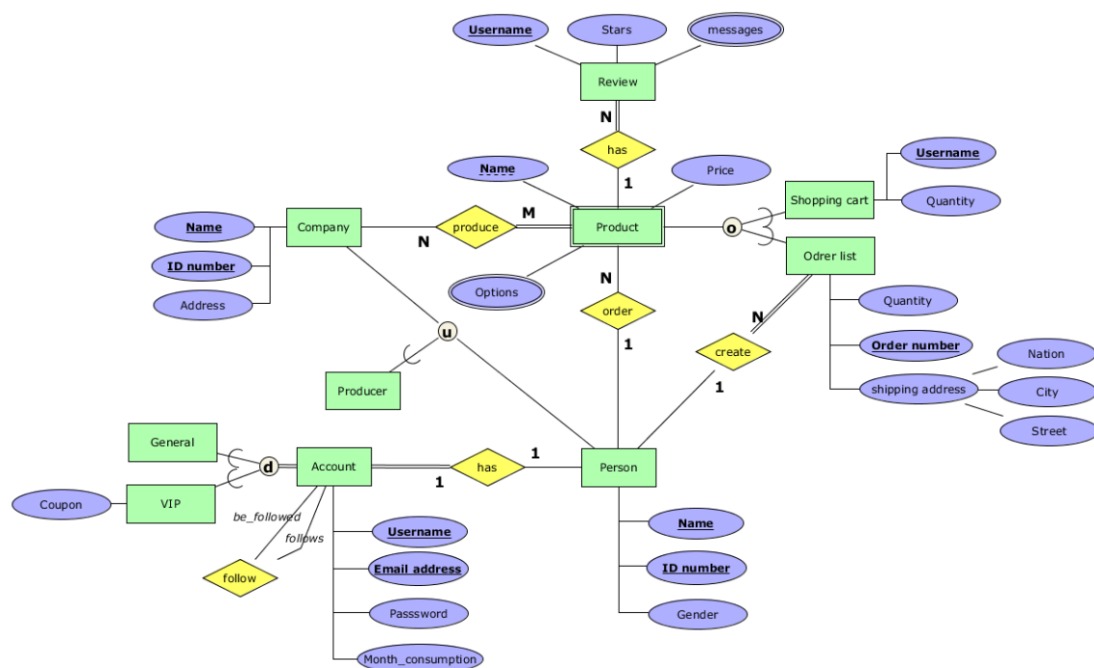 Username
Stars
messages
Review
N
has
1
Name
Price
Username
Shopping cart
Quantity
Name
Company
N
produce
M
Product
o
Odrer list
ID number
Address
Options
N
order
1
Quantity
Order number
shipping address
Nation
City
Street
N
create
1
u
Producer
General
d
Account
1
has
1
Person
Coupon
VIP
be_followed
follows
follow
Username
Email address
Passsword
Month_consumption
Name
ID number
Gender